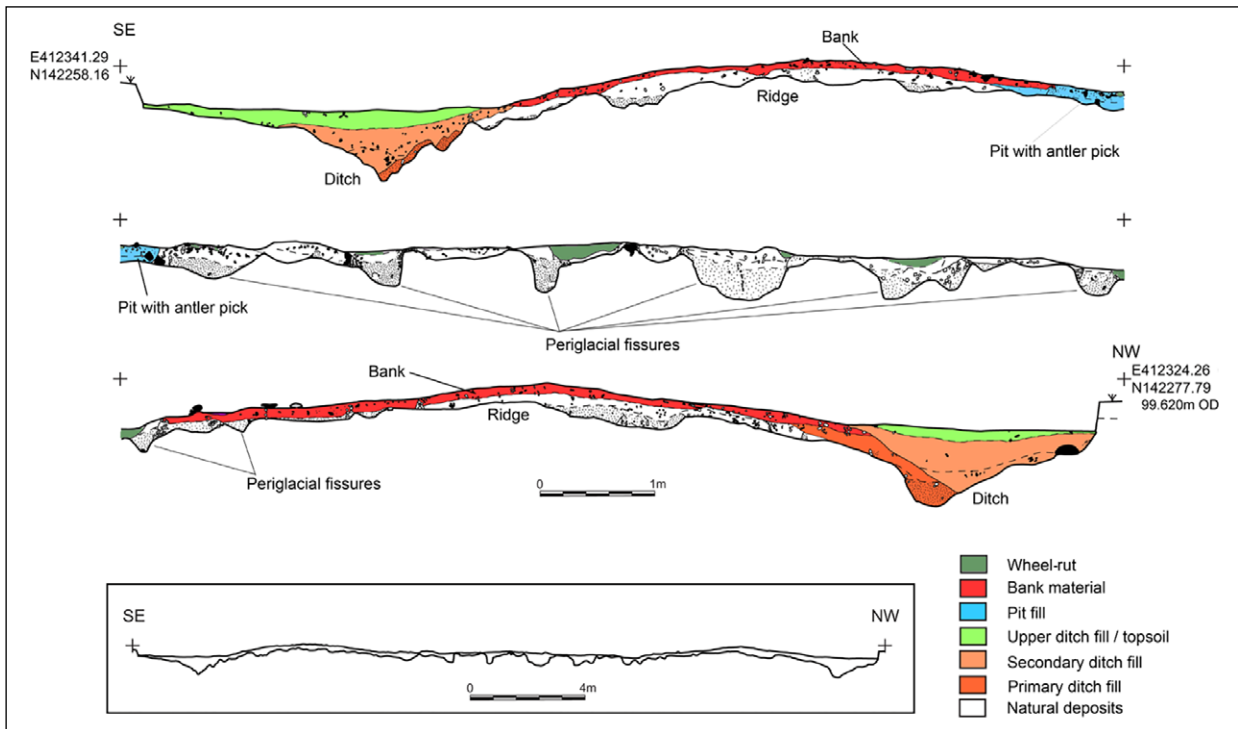 SE
E412341.29
N142258.16
Bank
Ridge
Pit with antler pick
Ditch
Pit with antler pick
Periglacial fissures
NW
E412324.26
N142277.79
99.620m OD
Bank
Ridge
Periglacial fissures
0 1m
Ditch
Wheel-rut
Bank material
Pit fill
Upper ditch fill / topsoil
Secondary ditch fill
Primary ditch fill
Natural deposits
SE NW
0 4m